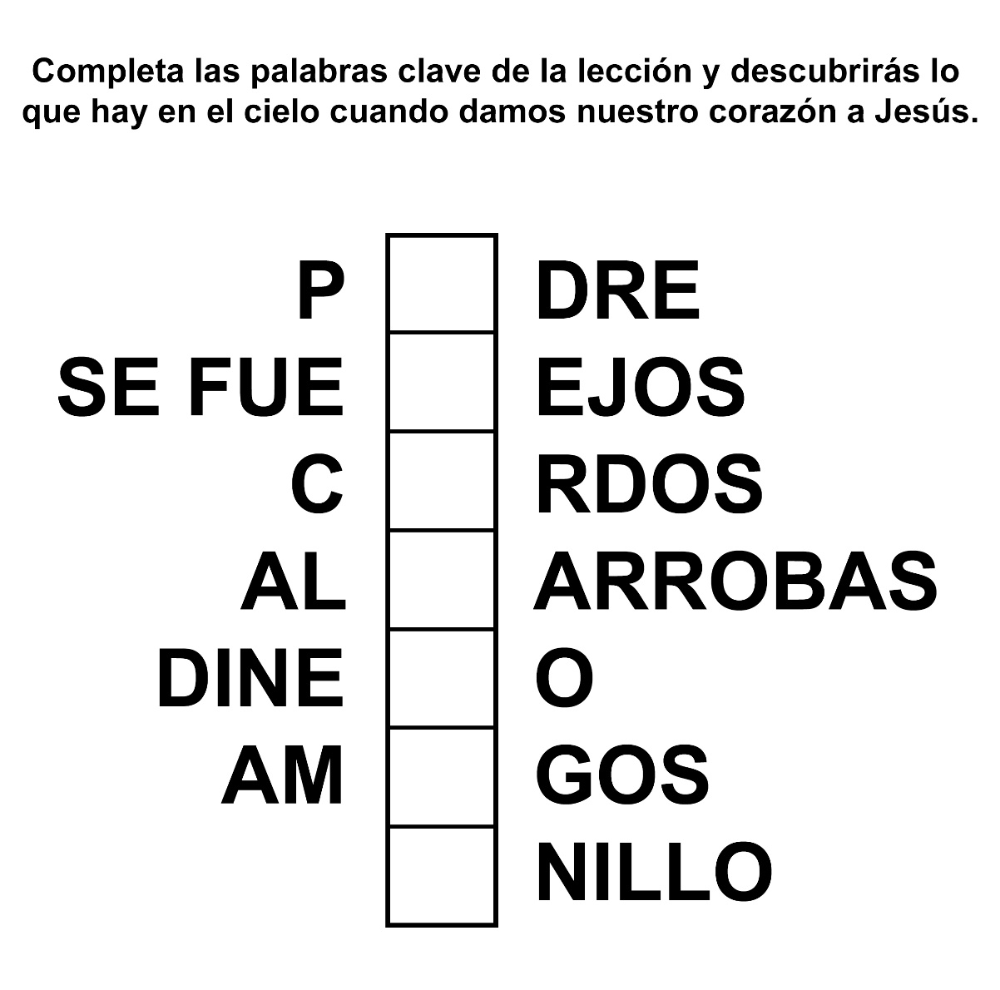 Completa las palabras clave de la lección y descubrirás lo
que hay en el cielo cuando damos nuestro corazón a Jesús.
P DRE
SE FUE EJOS
C RDOS
AL ARROBAS
DINE O
AM GOS
NILLO